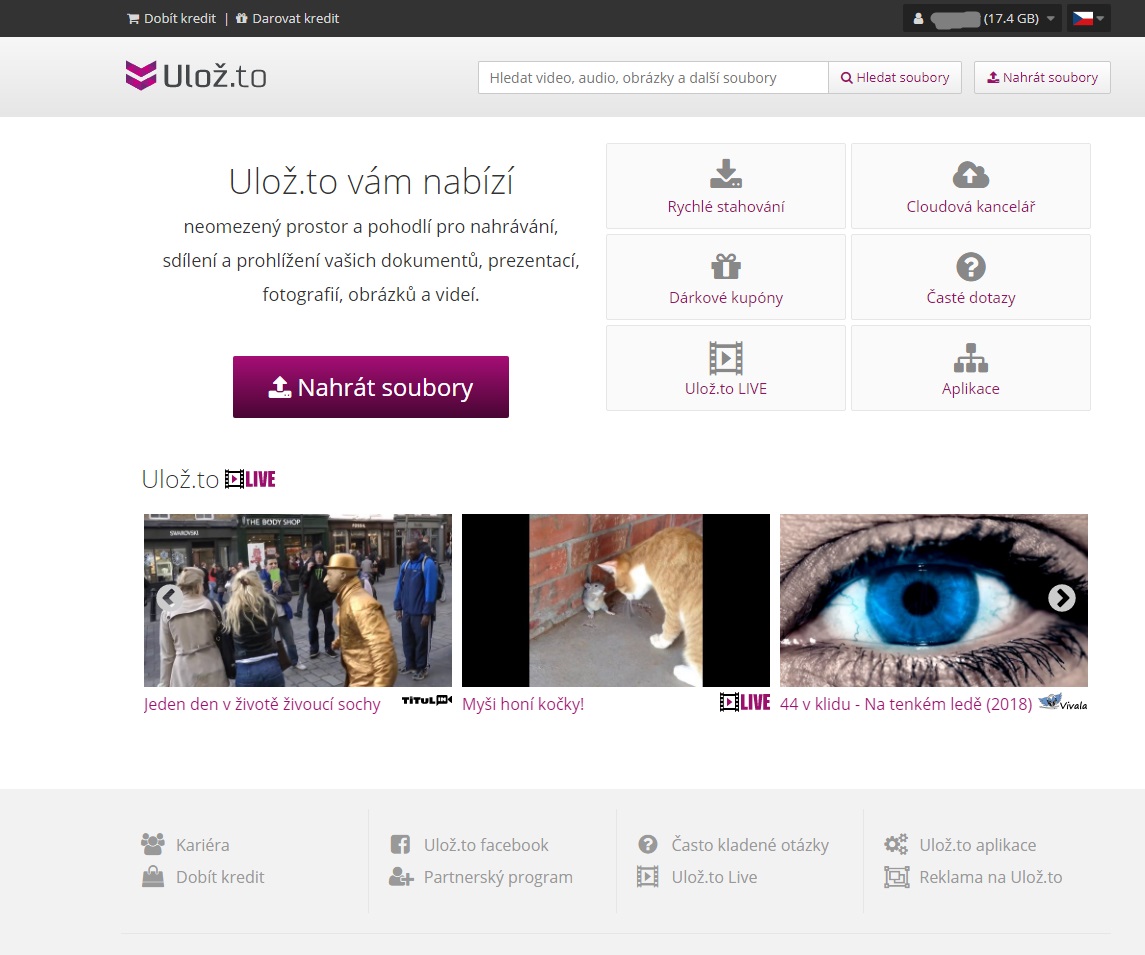 Dobít kredit | Darovat kredit
(17.4 GB)
Ulož.to
Hledat video, audio, obrázky a další soubory
Hledat soubory
Nahrát soubory
Ulož.to vám nabízí
neomezený prostor a pohodlí pro nahrávání,
sdílení a prohlížení vašich dokumentů, prezentací,
fotografií, obrázků a videí.
Nahrát soubory
Rychlé stahování
Cloudová kancelář
Dárkové kupóny
Časté dotazy
Ulož.to LIVE
Aplikace
Ulož.to LIVE
SWAROVSKI
THE BODY SHOP
Jeden den v životě živoucí sochy
TITUL
Myši honí kočky!
LIVE
44 v klidu - Na tenkém ledě (2018)
Vivala
Kariéra
Dobít kredit
Ulož.to facebook
Partnerský program
Často kladené otázky
Ulož.to Live
Ulož.to aplikace
Reklama na Ulož.to